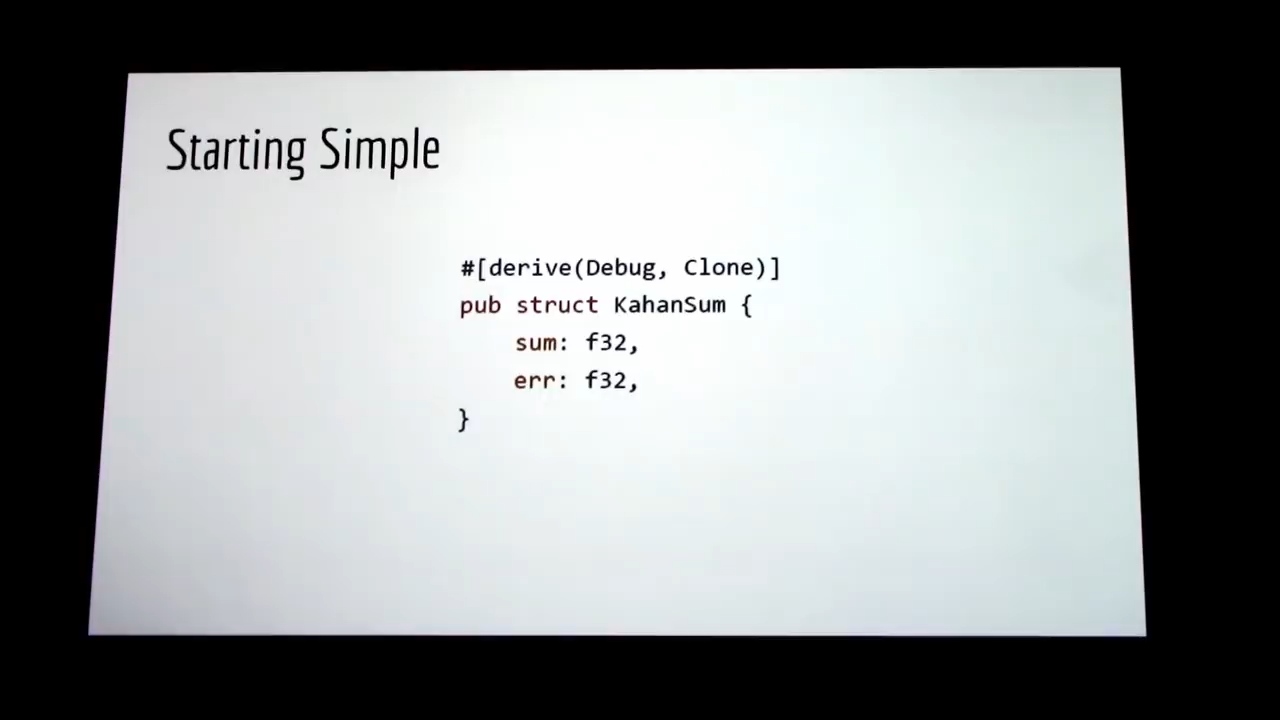 Starting Simple
#[derive(Debug, Clone)]
pub struct KahanSum {
    sum: f32,
    err: f32,
}